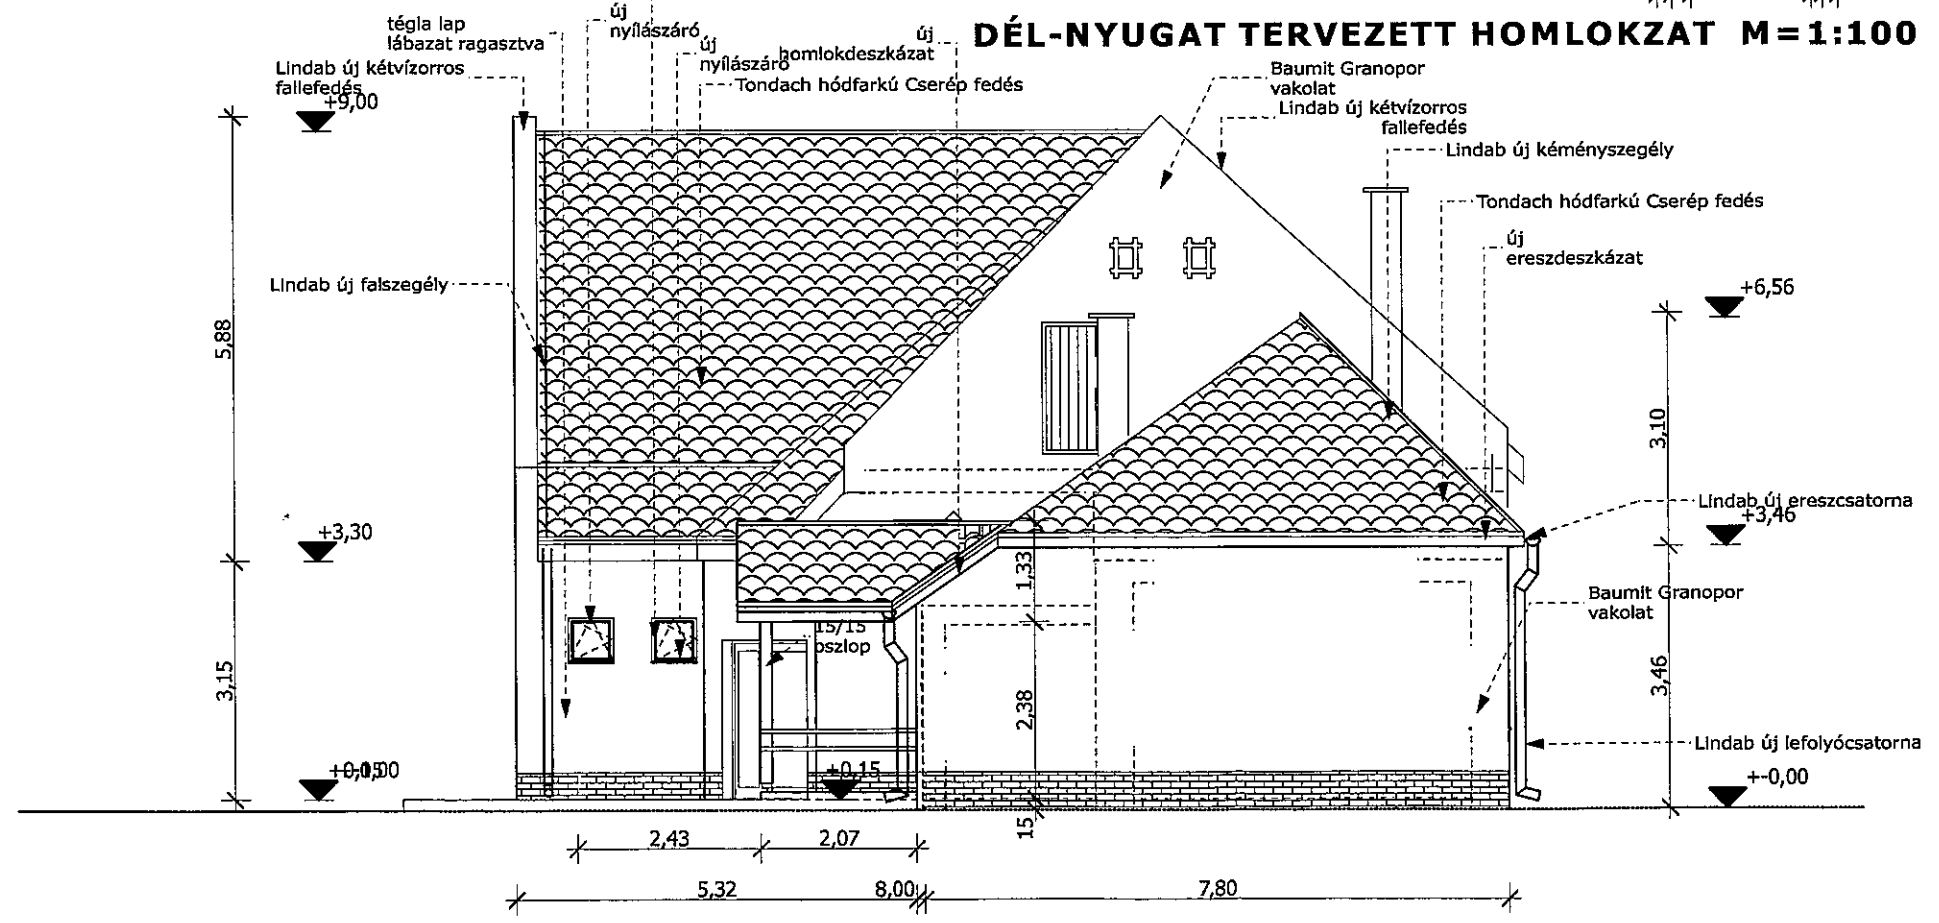 DÉL-NYUGAT TERVEZETT HOMLOKZAT M=1:100
tégla lap
lábazat ragasztva
új
nyílászáró
új
nyílászáró
új
homlokdeszkázat
Lindab új kétvízorros
fallefedés
Tondach hódfarkú Cserép fedés
Baumit Granopor
vakolat
Lindab új kétvízorros
fallefedés
Lindab új kéményszegély
Tondach hódfarkú Cserép fedés
új
ereszdeszkázat
Lindab új falszegély
+9,00
+6,56
5,88
3,10
+3,30
Lindab új ereszcsatorna
+3,46
1,33
Baumit Granopor
vakolat
15/15
oszlop
3,15
2,38
3,46
Lindab új lefolyócsatorna
+0,15
+-0,00
15
2,43
2,07
5,32
8,00
7,80